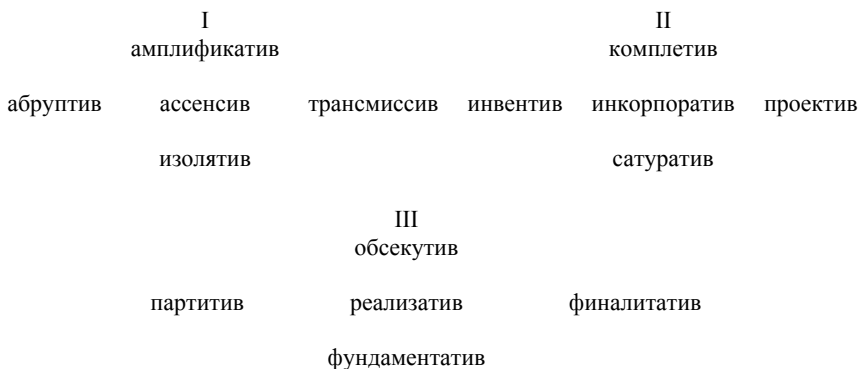 I II
амплификатив комплетив
абруптив ассенсив трансмиссив инвентив инкорпоратив проектив
изолятив сатуратив
III
обсекутив
партитив реализатив финалитатив
фундаментатив